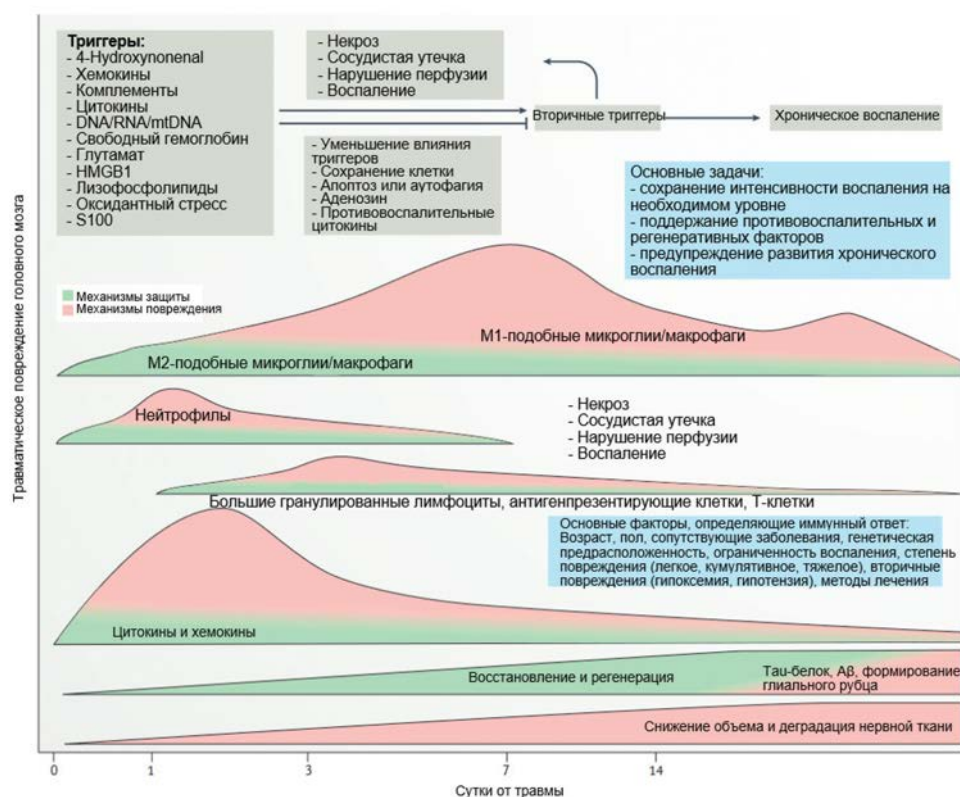 Триггеры:
- 4-Hydroxynonenal
- Хемокины
- Комплементы
- Цитокины
- DNA/RNA/mtDNA
- Свободный гемоглобин
- Глутамат
- HMGB1
- Лизофосфолипиды
- Оксидантный стресс
- S100
- Некроз
- Сосудистая утечка
- Нарушение перфузии
- Воспаление
- Уменьшение влияния
триггеров
- Сохранение клетки
- Апоптоз или аутофагия
- Аденозин
- Противовоспалительные
цитокины
Вторичные триггеры
Хроническое воспаление
Основные задачи:
- сохранение интенсивности воспаления на
необходимом уровне
- поддержание противовоспалительных и
регенеративных факторов
- предупреждение развития хронического
воспаления
Механизмы защиты
Механизмы повреждения
М1-подобные микроглии/макрофаги
М2-подобные микроглии/макрофаги
Нейтрофилы
- Некроз
- Сосудистая утечка
- Нарушение перфузии
- Воспаление
Большие гранулированные лимфоциты, антигенпрезентирующие клетки, Т-клетки
Основные факторы, определяющие иммунный ответ:
Возраст, пол, сопутствующие заболевания, генетическая
предрасположенность, ограниченность воспаления, степень
повреждения (легкое, кумулятивное, тяжелое), вторичные
повреждения (гипоксемия, гипотензия), методы лечения
Цитокины и хемокины
Восстановление и регенерация
Tau-белок, Аβ, формирование
глиального рубца
Снижение объема и деградация нервной ткани
Травматическое повреждение головного мозга
0 1 3 7 14
Сутки от травмы